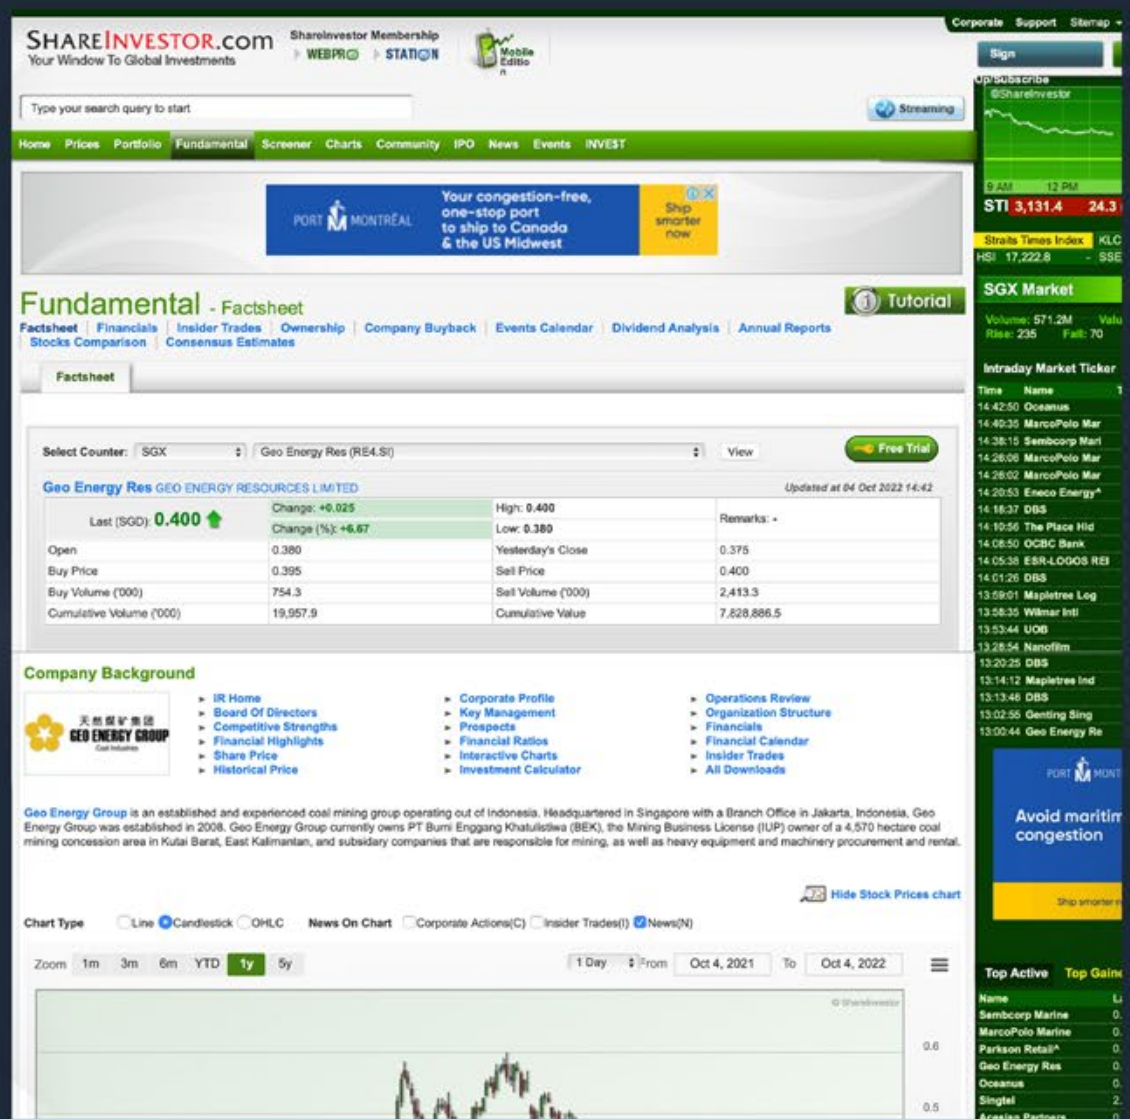 Corporate Support Sitemap
SHAREINVESTOR.com
Your Window To Global Investments
ShareInvestor Membership
WEBPRO STATION
Mobile
Editio
n
Sign
Up/Subscribe
Type your search query to start
Streaming
Home Prices Portfolio Fundamental Screener Charts Community IPO News Events INVEST
©ShareInvestor
9 AM 12 PM
STI 3,131.4 24.3
Straits Times Index KLC
HSI 17,222.8 - SSE
PORT MONTRÉAL
Your congestion-free,
one-stop port
to ship to Canada
& the US Midwest
Ship
smarter
now
Fundamental - Factsheet
Tutorial
Factsheet Financials Insider Trades Ownership Company Buyback Events Calendar Dividend Analysis Annual Reports
Stocks Comparison Consensus Estimates
Factsheet
Select Counter: SGX Geo Energy Res (RE4.SI) View Free Trial
Geo Energy Res GEO ENERGY RESOURCES LIMITED Updated at 04 Oct 2022 14:42
Last (SGD): 0.400 Change: +0.025 High: 0.400 Remarks: -
Change (%): +6.67 Low: 0.380
Open 0.380 Yesterday's Close 0.375
Buy Price 0.395 Sell Price 0.400
Buy Volume ('000) 754.3 Sell Volume ('000) 2,413.3
Cumulative Volume ('000) 19,957.9 Cumulative Value 7,828,886.5
SGX Market
Volume: 571.2M Valu
Rise: 235 Fall: 70
Intraday Market Ticker
Time Name
14:42:50 Oceanus
14:40:35 MarcoPolo Mar
14:38:15 Sembcorp Mari
14:26:06 MarcoPolo Mar
14:26:02 MarcoPolo Mar
14:20:53 Eneco Energy^
14:16:37 DBS
14:10:56 The Place Hld
14:08:50 OCBC Bank
14:05:38 ESR-LOGOS REI
14:01:26 DBS
13:59:01 Mapletree Log
13:58:35 Wilmar Intl
13:53:44 UOB
13:28:54 Nanofilm
13:20:25 DBS
13:14:12 Mapletree Ind
13:13:46 DBS
13:02:55 Genting Sing
13:00:44 Geo Energy Re
Company Background
天然煤矿集团
GEO ENERGY GROUP
Coal Industries
IR Home Corporate Profile Operations Review
Board Of Directors Key Management Organization Structure
Competitive Strengths Prospects Financials
Financial Highlights Financial Ratios Financial Calendar
Share Price Interactive Charts Insider Trades
Historical Price Investment Calculator All Downloads
Geo Energy Group is an established and experienced coal mining group operating out of Indonesia. Headquartered in Singapore with a Branch Office in Jakarta, Indonesia, Geo
Energy Group was established in 2008. Geo Energy Group currently owns PT Bumi Enggang Khatulistiwa (BEK), the Mining Business License (IUP) owner of a 4,570 hectare coal
mining concession area in Kutai Barat, East Kalimantan, and subsidary companies that are responsible for mining, as well as heavy equipment and machinery procurement and rental.
PORT MONT
Avoid maritim
congestion
Ship smarter
Hide Stock Prices chart
Chart Type Line Candlestick OHLC News On Chart Corporate Actions(C) Insider Trades(I) News(N)
Zoom 1m 3m 6m YTD 1y 5y 1 Day From Oct 4, 2021 To Oct 4, 2022
© ShareInvestor
0.6
0.5
Top Active Top Gaine
Name
Sembcorp Marine 0.
MarcoPolo Marine 0.
Parkson Retail^ 0.
Geo Energy Res 0.
Oceanus 0.
Singtel 2.
Acesian Partners 0.